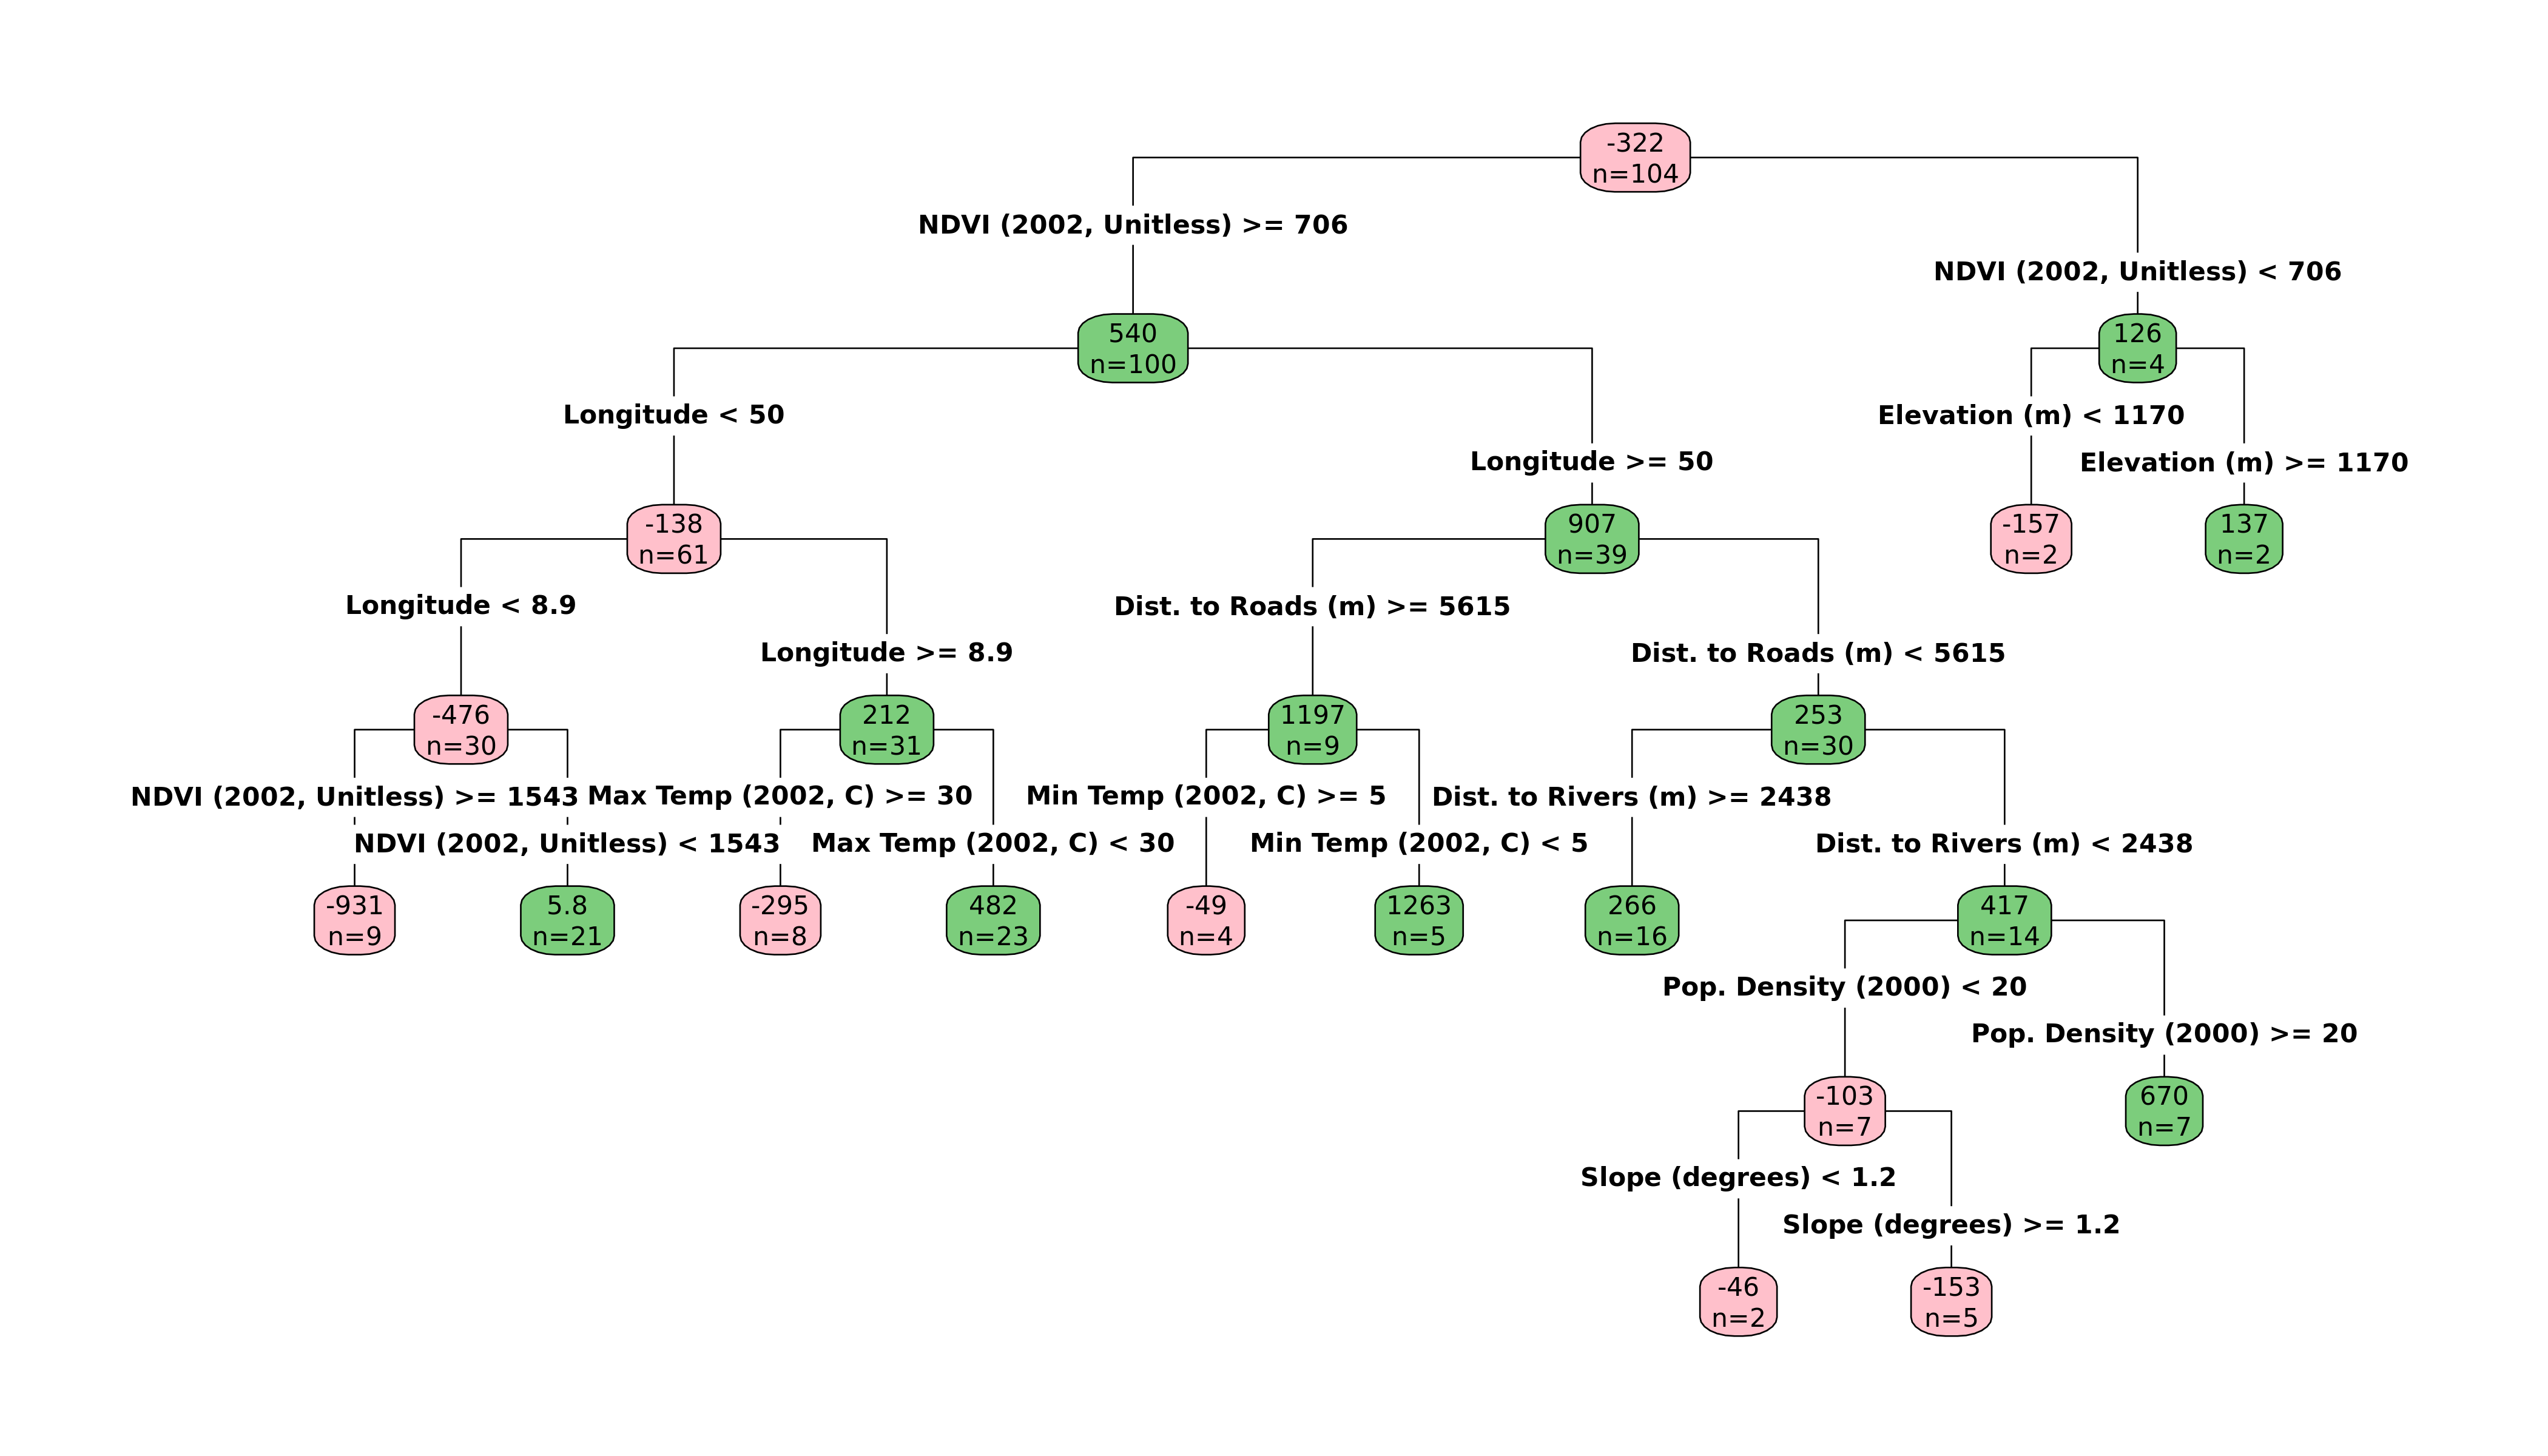 -322
n=104
NDVI (2002, Unitless) >= 706
NDVI (2002, Unitless) < 706
540
n=100
126
n=4
Longitude < 50
Elevation (m) < 1170
Longitude >= 50
Elevation (m) >= 1170
-138
n=61
907
n=39
-157
n=2
137
n=2
Longitude < 8.9
Dist. to Roads (m) >= 5615
Longitude >= 8.9
Dist. to Roads (m) < 5615
-476
n=30
212
n=31
1197
n=9
253
n=30
NDVI (2002, Unitless) >= 1543
Max Temp (2002, C) >= 30
Min Temp (2002, C) >= 5
Dist. to Rivers (m) >= 2438
NDVI (2002, Unitless) < 1543
Max Temp (2002, C) < 30
Min Temp (2002, C) < 5
Dist. to Rivers (m) < 2438
-931
n=9
5.8
n=21
-295
n=8
482
n=23
-49
n=4
1263
n=5
266
n=16
417
n=14
Pop. Density (2000) < 20
Pop. Density (2000) >= 20
-103
n=7
670
n=7
Slope (degrees) < 1.2
Slope (degrees) >= 1.2
-46
n=2
-153
n=5